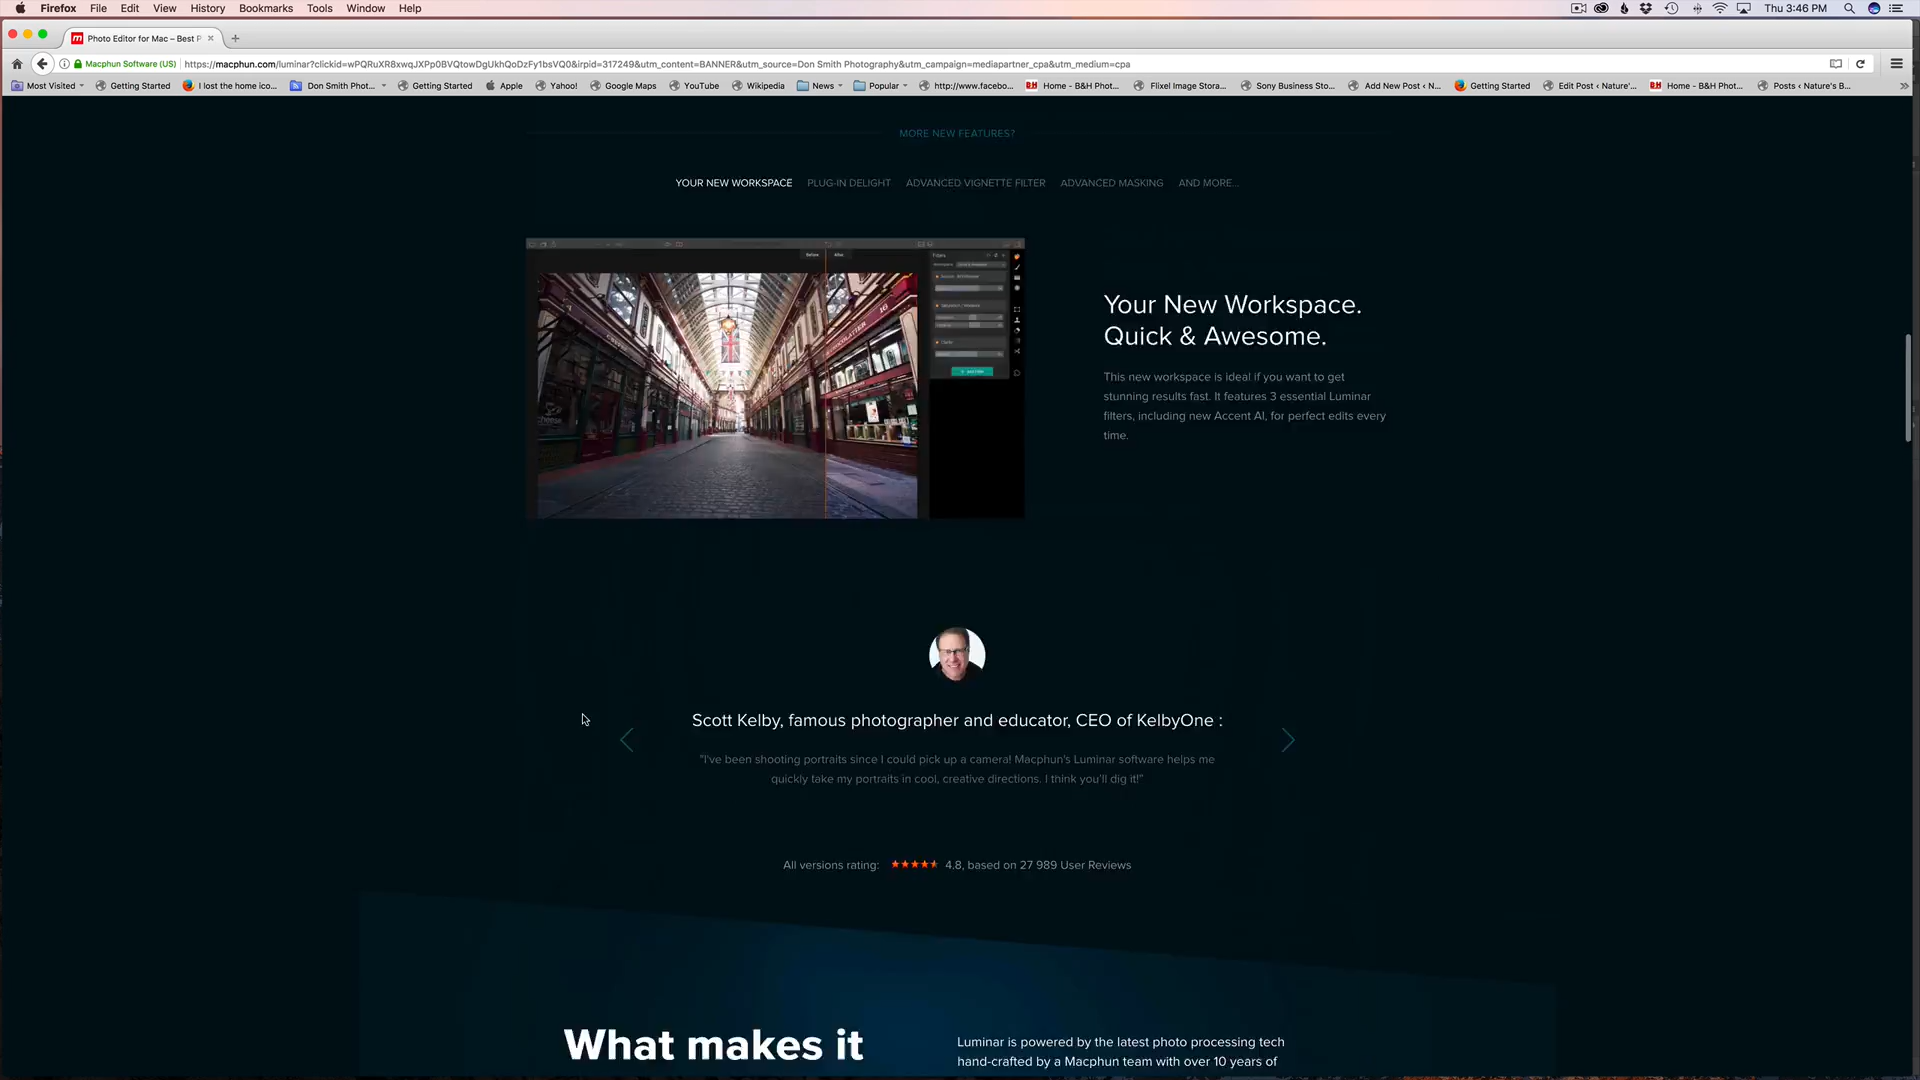 Firefox File Edit View History Bookmarks Tools Window Help Thu 3:46 PM
Photo Editor for Mac – Best P
Macphun Software (US) https://macphun.com/luminar?clickid=wPQRuXR8xwqJXPp0BVQtowDgUkhQoDzFy1bsVQ0&irpid=317249&utm_content=BANNER&utm_source=Don Smith Photography&utm_campaign=mediapartner_cpa&utm_medium=cpa
Most Visited Getting Started I lost the home ico... Don Smith Phot... Getting Started Apple Yahoo! Google Maps YouTube Wikipedia News Popular http://www.facebo... Home - B&H Phot... Flixel Image Stora... Sony Business Sto... Add New Post ‹ N... Getting Started Edit Post ‹ Nature'... Home - B&H Phot... Posts ‹ Nature's B...
MORE NEW FEATURES?
YOUR NEW WORKSPACE PLUG-IN DELIGHT ADVANCED VIGNETTE FILTER ADVANCED MASKING AND MORE...
Before After
Filters
Clarity
Your New Workspace.
Quick & Awesome.
This new workspace is ideal if you want to get
stunning results fast. It features 3 essential Luminar
filters, including new Accent AI, for perfect edits every
time.
Scott Kelby, famous photographer and educator, CEO of KelbyOne :
"I've been shooting portraits since I could pick up a camera! Macphun's Luminar software helps me
quickly take my portraits in cool, creative directions. I think you'll dig it!"
All versions rating: 4.8, based on 27 989 User Reviews
What makes it
Luminar is powered by the latest photo processing tech
hand-crafted by a Macphun team with over 10 years of